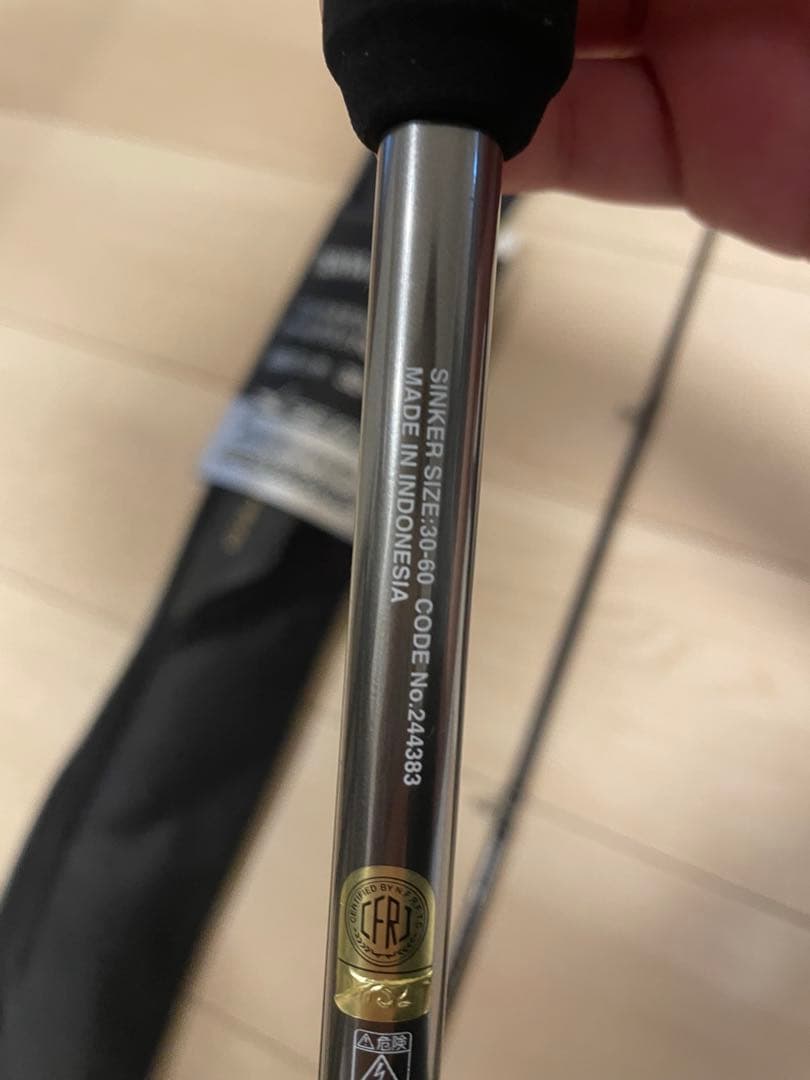 SINKER SIZE:30-60 CODE No.244383
MADE IN INDONESIA
CERTIFIED BY N.F.R.F.T.C.
CFRJ
危険